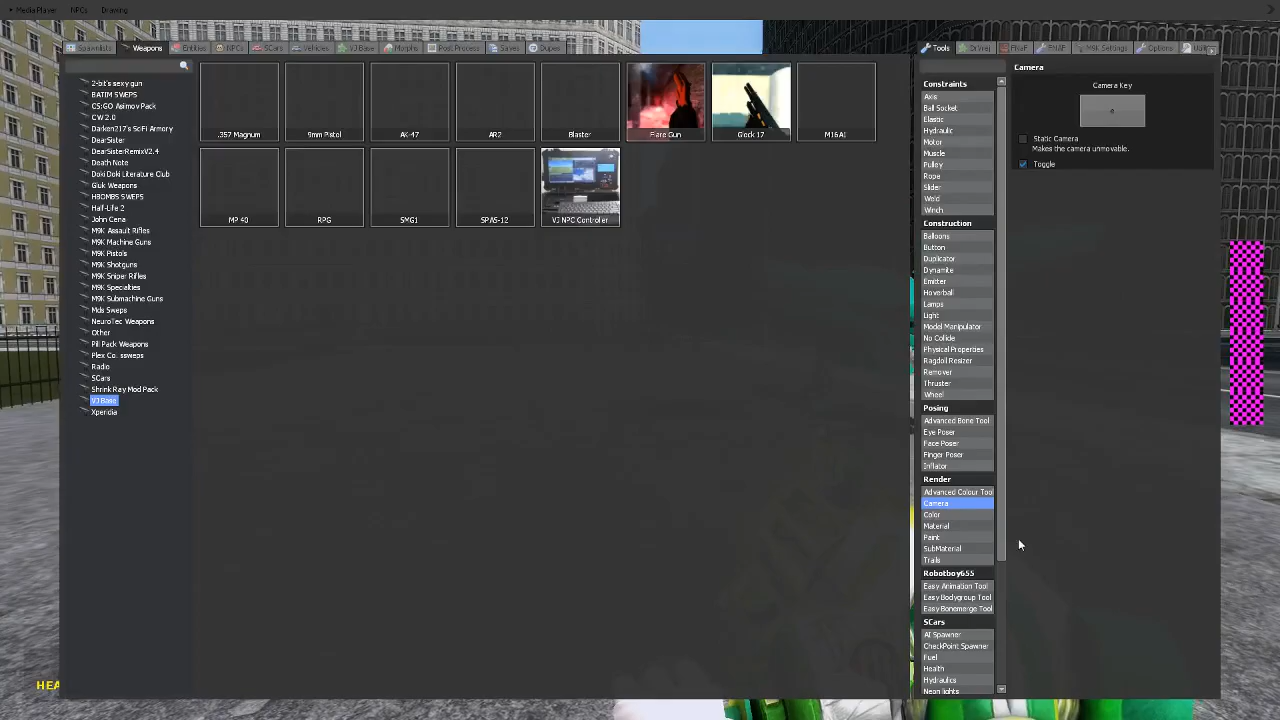 Media Player NPCs Drawing
Spawnlists Weapons Entities NPCs SCars Vehicles VJ Base Morphs Post Process Saves Dupes
2-bit's sexy gun
BATIM SWEPS
CS:GO Asimov Pack
CW 2.0
Darken217's SciFi Armory
DearSister
DearSister:RemixV2.4
Death Note
Doki Doki Literature Club
Gluk Weapons
HBOMBS SWEPS
Half-Life 2
John Cena
M9K Assault Rifles
M9K Machine Guns
M9K Pistols
M9K Shotguns
M9K Sniper Rifles
M9K Specialties
M9K Submachine Guns
Mds Sweps
NeuroTec Weapons
Other
Pill Pack Weapons
Plex Co. ssweps
Radio
SCars
Shrink Ray Mod Pack
VJ Base
Xperidia
.357 Magnum 9mm Pistol AK-47 AR2 Blaster Flare Gun Glock 17 M16A1
MP 40 RPG SMG1 SPAS-12 VJ NPC Controller
Tools Drivej FNAF M9K Settings Options
Constraints
Axis
Ball Socket
Elastic
Hydraulic
Motor
Muscle
Pulley
Rope
Slider
Weld
Winch
Construction
Balloons
Button
Duplicator
Dynamite
Emitter
Hoverball
Lamps
Light
Model Manipulator
No Collide
Physical Properties
Ragdoll Resizer
Remover
Thruster
Wheel
Posing
Advanced Bone Tool
Eye Poser
Face Poser
Finger Poser
Inflator
Render
Advanced Colour Tool
Camera
Color
Material
Paint
SubMaterial
Trails
Robotboy655
Easy Animation Tool
Easy Bodygroup Tool
Easy Bonemerge Tool
SCars
AI Spawner
CheckPoint Spawner
Fuel
Health
Hydraulics
Neon lights
Camera
Camera Key
Static Camera
Makes the camera unmovable.
Toggle
HEA